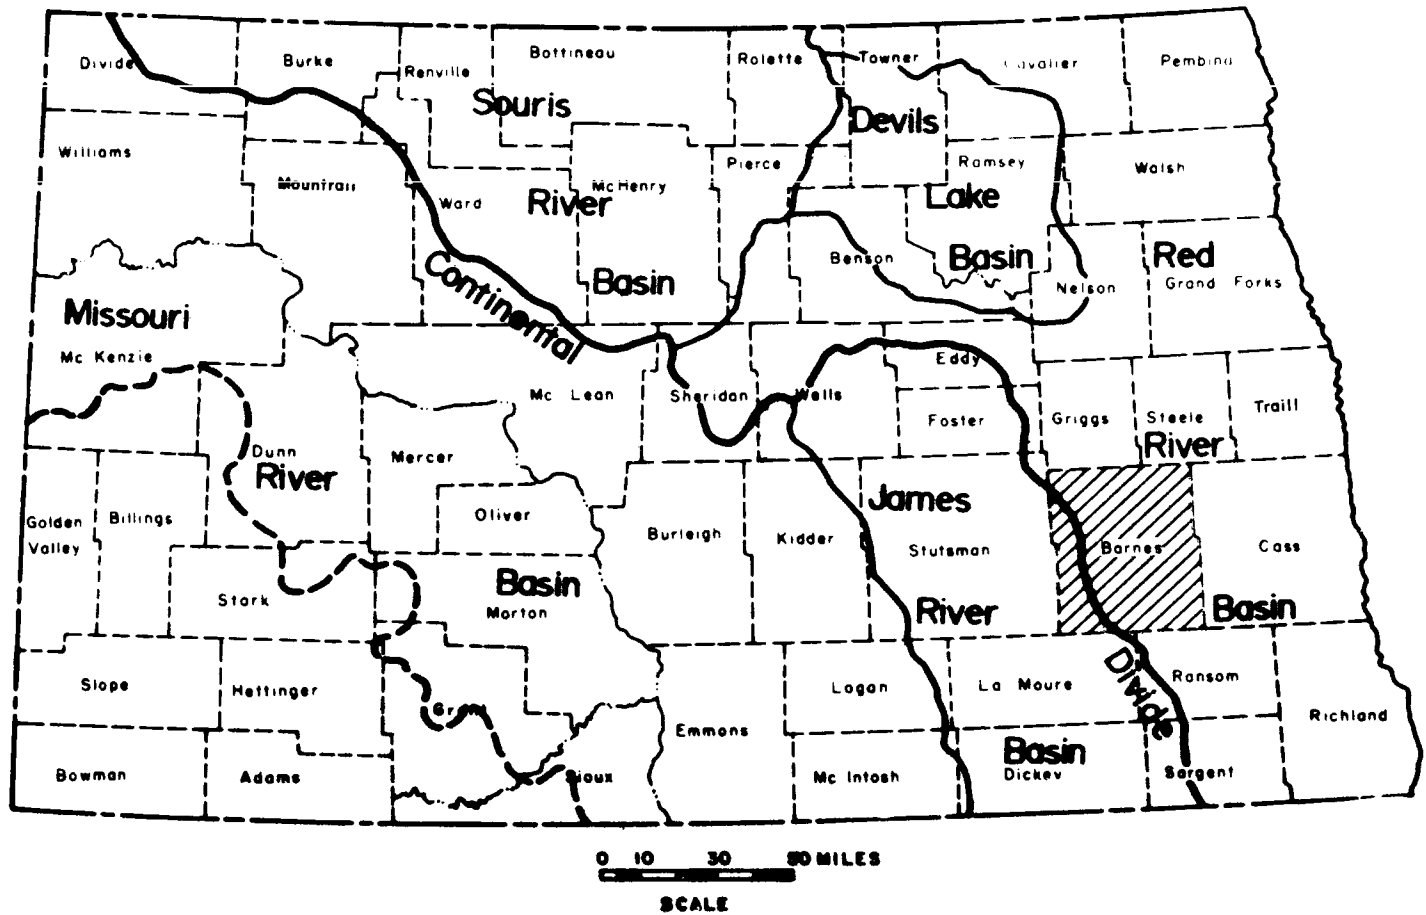 Divide
Burke
Renville
Bottineau
Rolette
Towner
Cavalier
Pembina
Souris
Devils
Williams
Mountrail
Ward
McHenry
Pierce
Ramsey
Walsh
River
Lake
Continental
Basin
Benson
Basin
Nelson
Red
Grand Forks
Missouri
Mc Kenzie
Mc Lean
Sheridan
Wells
Eddy
Foster
Griggs
Steele
Traill
River
Dunn
River
Mercer
Golden
Valley
Billings
Oliver
Burleigh
Kidder
James
Stutsman
Barnes
Cass
Stark
Basin
Morton
River
Basin
Slope
Hettinger
Grant
Emmons
Logan
La Moure
Divide
Ransom
Richland
Bowman
Adams
Sioux
Mc Intosh
Basin
Dickey
Sargent
0 10 30 50 MILES
SCALE